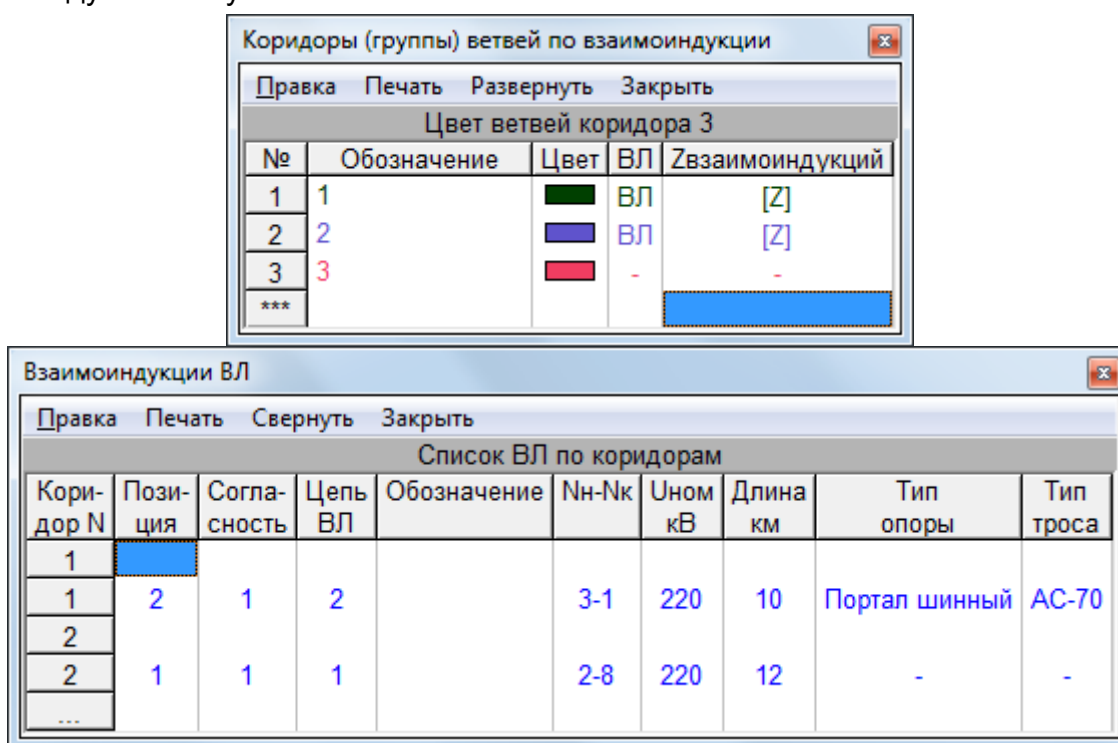 Коридоры (группы) ветвей по взаимоиндукции
Правка Печать Развернуть Закрыть
Цвет ветвей коридора 3
№ Обозначение Цвет ВЛ Zвзаимоиндукций
1 1 ВЛ [Z]
2 2 ВЛ [Z]
3 3 - -
***
Взаимоиндукции ВЛ
Правка Печать Свернуть Закрыть
Список ВЛ по коридорам
Кори- Пози- Согла- Цепь Обозначение Nн-Nк Uном Длина Тип Тип
дор N ция сность ВЛ кВ км опоры троса
1
1 2 1 2 3-1 220 10 Портал шинный АС-70
2
2 1 1 1 2-8 220 12 - -
...